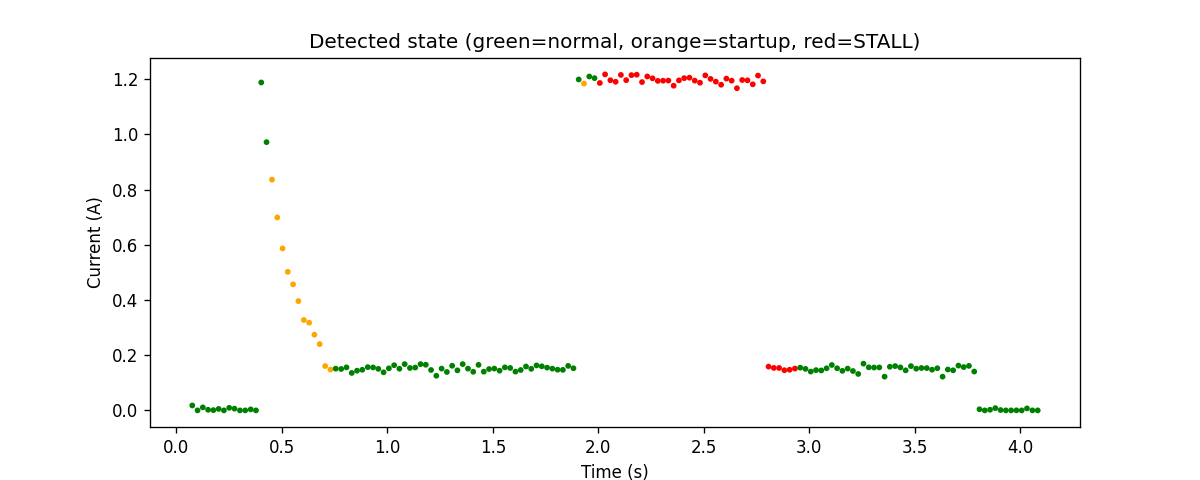 Detected state (green=normal, orange=startup, red=STALL)
1.2
1.0
0.8
0.6
0.4
0.2
0.0
Current (A)
0.0 0.5 1.0 1.5 2.0 2.5 3.0 3.5 4.0
Time (s)